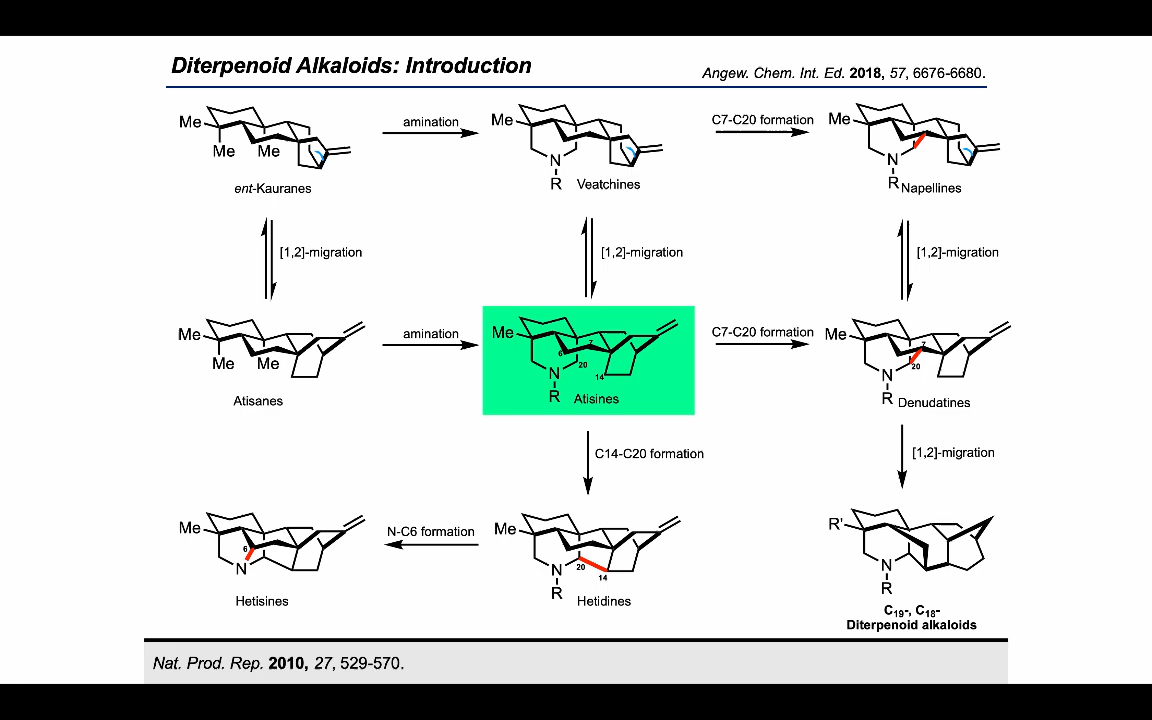 Diterpenoid Alkaloids: Introduction
Angew. Chem. Int. Ed. 2018, 57, 6676-6680.
Me
Me
Me
ent-Kauranes
amination
Me
N
R
Veatchines
C7-C20 formation
Me
N
R
Napellines
[1,2]-migration
[1,2]-migration
[1,2]-migration
Me
Me
Me
Atisanes
amination
Me
6
7
20
14
N
R
Atisines
C7-C20 formation
Me
7
20
N
R
Denudatines
C14-C20 formation
[1,2]-migration
Me
6
N
Hetisines
N-C6 formation
Me
20
14
N
R
Hetidines
R'
N
R
C19-, C18-
Diterpenoid alkaloids
Nat. Prod. Rep. 2010, 27, 529-570.